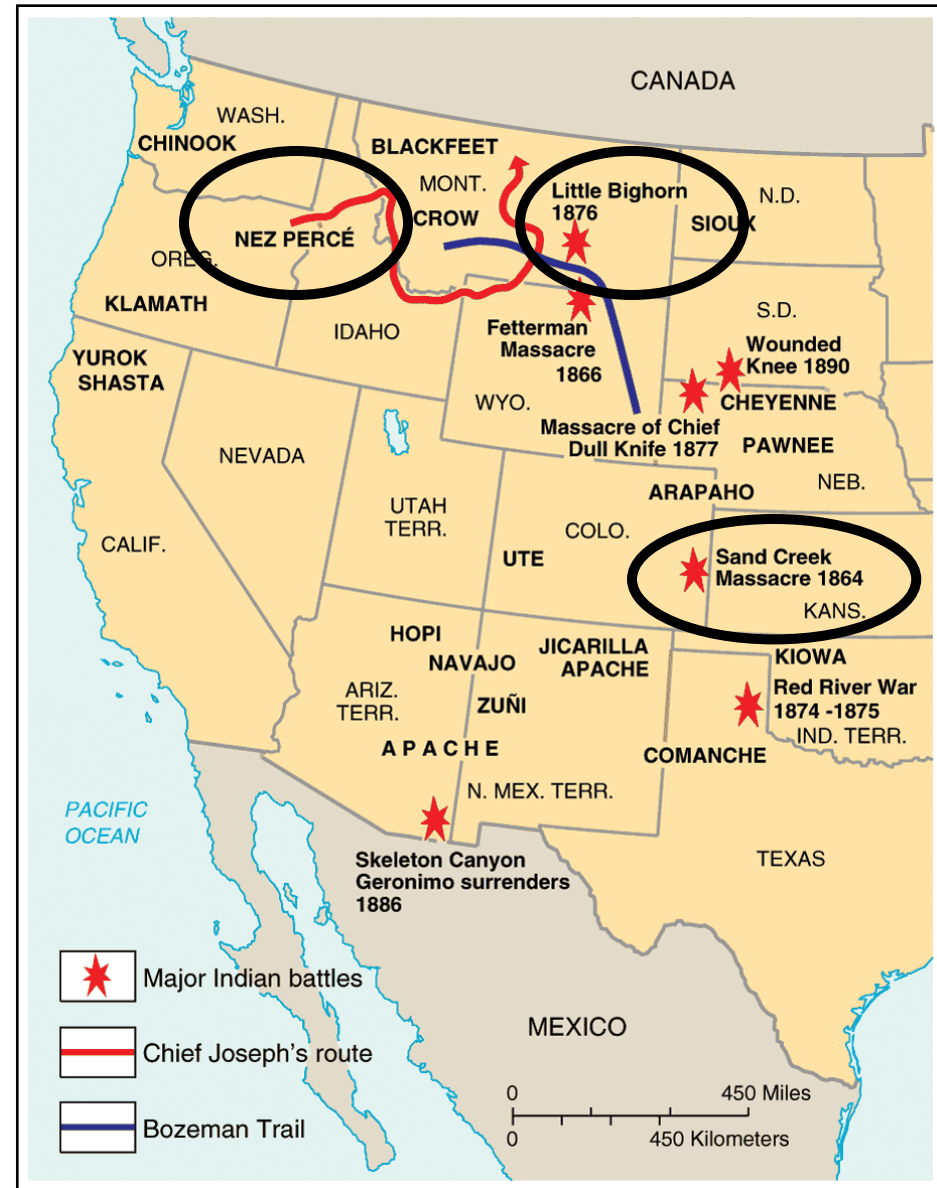 CANADA
WASH.
CHINOOK
BLACKFEET
MONT.
CROW
Little Bighorn
1876
N.D.
SIOUX
NEZ PERCÉ
OREG.
KLAMATH
IDAHO
S.D.
YUROK
SHASTA
Fetterman
Massacre
1866
Wounded
Knee 1890
WYO.
CHEYENNE
Massacre of Chief
Dull Knife 1877
PAWNEE
NEVADA
NEB.
ARAPAHO
UTAH
TERR.
COLO.
CALIF.
UTE
Sand Creek
Massacre 1864
KANS.
HOPI
NAVAJO
JICARILLA
APACHE
KIOWA
ARIZ.
TERR.
ZUÑI
Red River War
1874 -1875
IND. TERR.
APACHE
COMANCHE
N. MEX. TERR.
PACIFIC
OCEAN
TEXAS
Skeleton Canyon
Geronimo surrenders
1886
Major Indian battles
Chief Joseph's route
Bozeman Trail
MEXICO
0 450 Miles
0 450 Kilometers